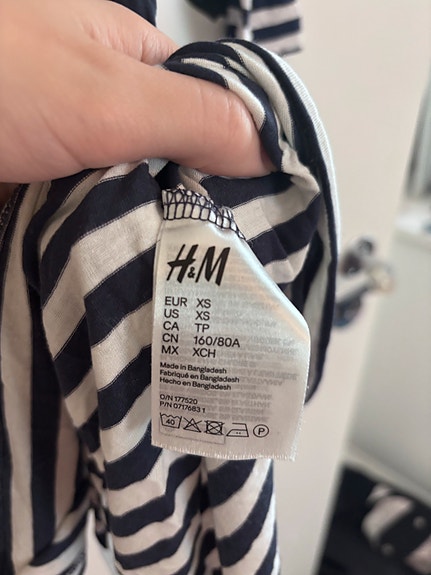 H&M
EUR XS
US XS
CA TP
CN 160/80A
MX XCH
Made in Bangladesh
Fabriqué en Bangladesh
Hecho en Bangladesh
O/N 177520
P/N 0717683 1
40 P